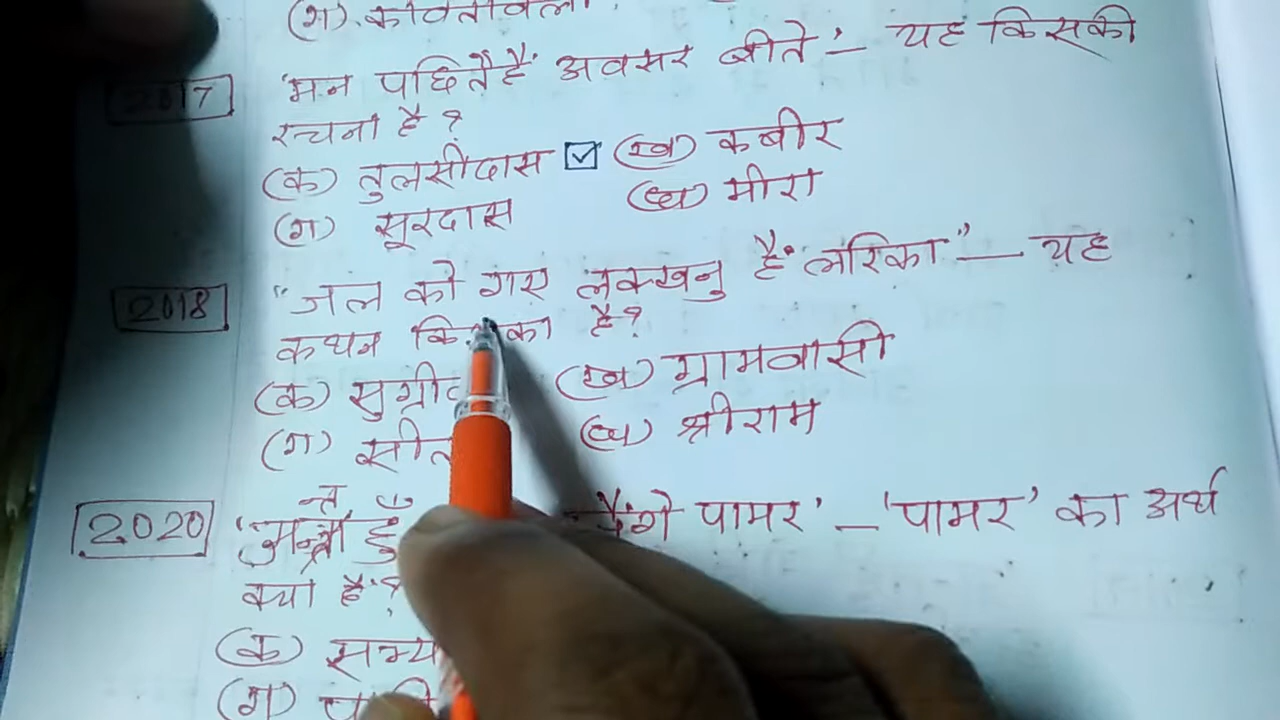 (ग). कवितावली
2017 'मन पछितैहैं अवसर बीते' – यह किसकी
रचना है ?
(क) तुलसीदास ☑ (ख) कबीर
(ग) सूरदास (घ) मीरा
2018 "जल को गए लक्खनु हैं लरिका" – यह
कथन का है?
(क) (ख) ग्रामवासी
(ग) (घ) श्रीराम
2020 पामर' – 'पामर' का अर्थ
क्या है ?
(क)
(ग)